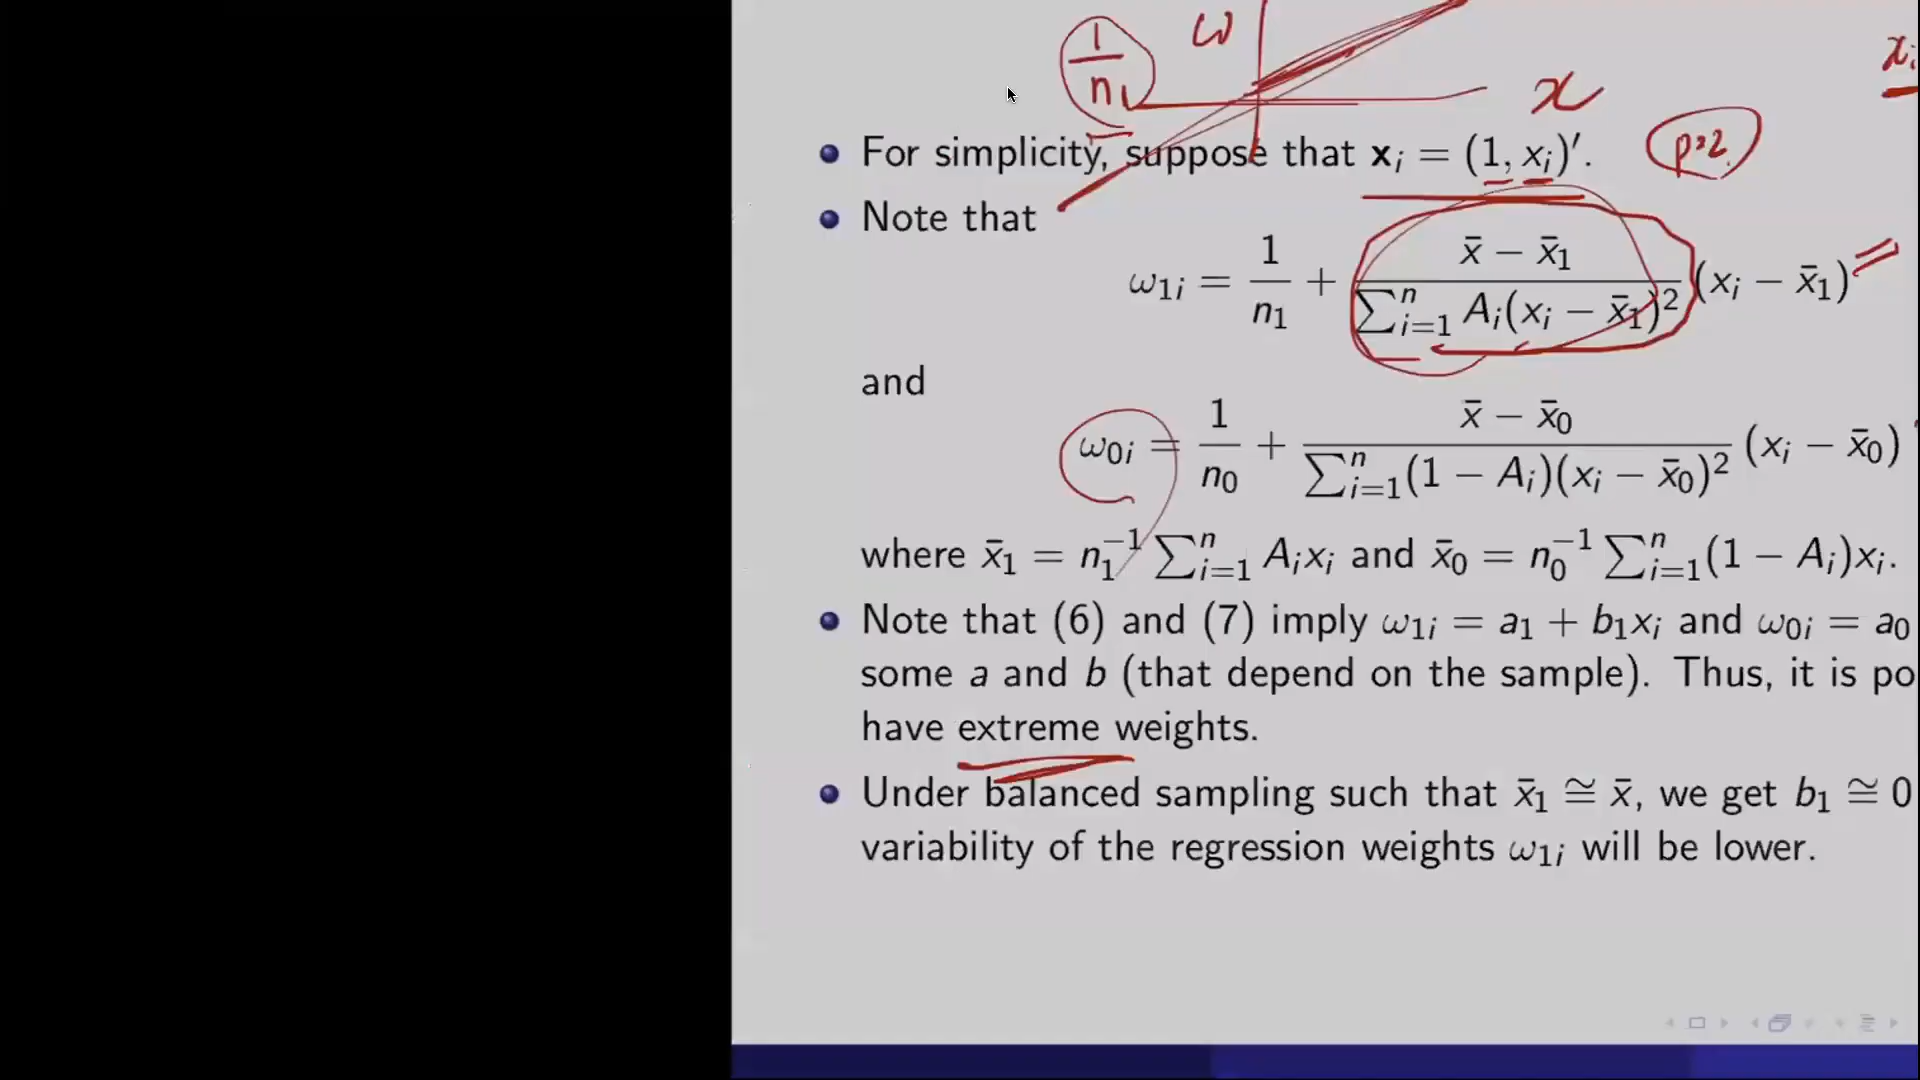 1/n₁ ω x xᵢ
• For simplicity, suppose that 𝐱ᵢ = (1, xᵢ)′. p=2
• Note that
ω₁ᵢ = 1/n₁ + (x̄ − x̄₁)/(∑ⁿᵢ₌₁ Aᵢ(xᵢ − x̄₁)²) (xᵢ − x̄₁)
and
ω₀ᵢ = 1/n₀ + (x̄ − x̄₀)/(∑ⁿᵢ₌₁(1 − Aᵢ)(xᵢ − x̄₀)²) (xᵢ − x̄₀)
where x̄₁ = n₁⁻¹ ∑ⁿᵢ₌₁ Aᵢxᵢ and x̄₀ = n₀⁻¹ ∑ⁿᵢ₌₁(1 − Aᵢ)xᵢ.
• Note that (6) and (7) imply ω₁ᵢ = a₁ + b₁xᵢ and ω₀ᵢ = a₀
some a and b (that depend on the sample). Thus, it is po
have extreme weights.
• Under balanced sampling such that x̄₁ ≅ x̄, we get b₁ ≅ 0
variability of the regression weights ω₁ᵢ will be lower.